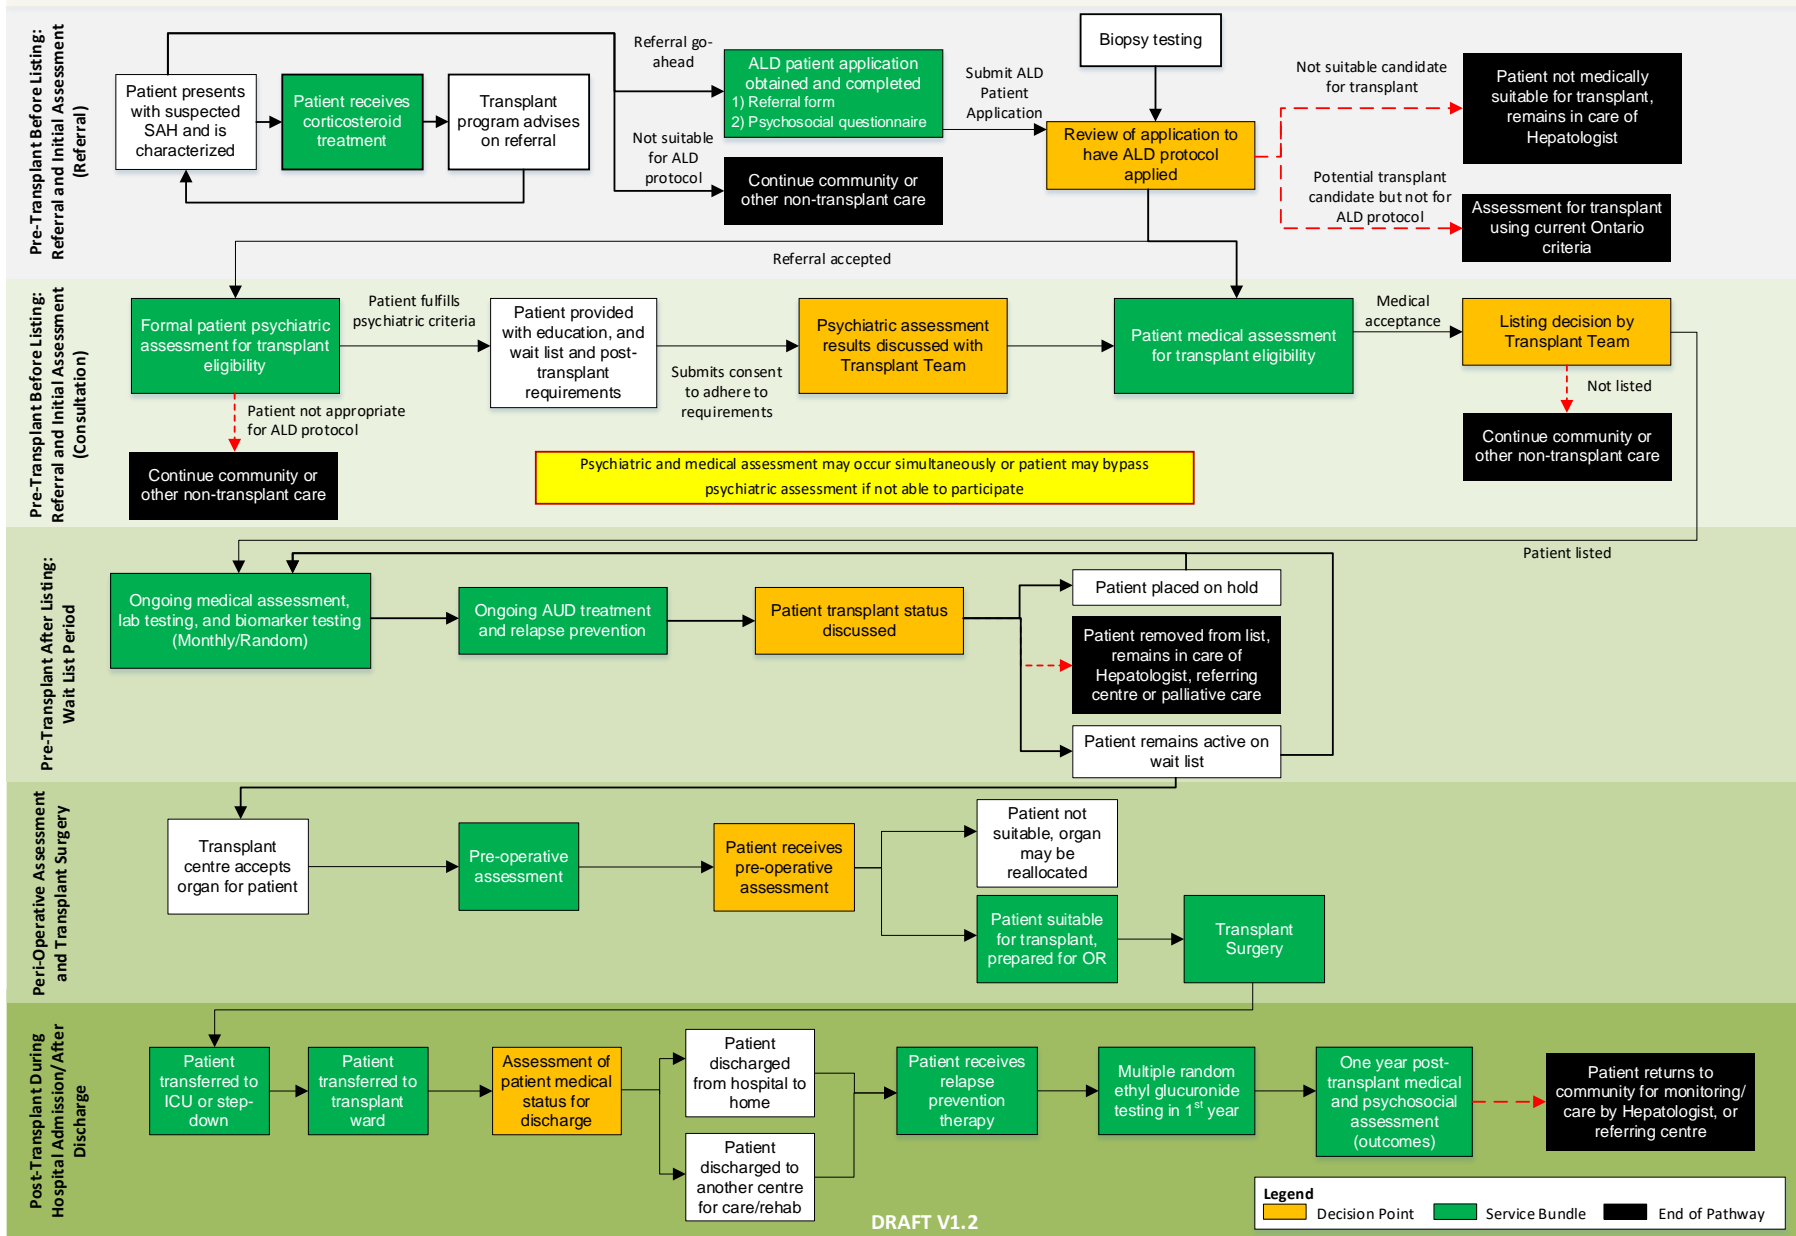 Pre-Transplant Before Listing:
Referral and Initial Assessment
(Referral)
Patient presents
with suspected
SAH and is
characterized
Patient receives
corticosteroid
treatment
Transplant
program advises
on referral
Referral go-
ahead
Not suitable
for ALD
protocol
ALD patient application
obtained and completed
1) Referral form
2) Psychosocial questionnaire
Continue community or
other non-transplant care
Submit ALD
Patient
Application
Biopsy testing
Review of application to
have ALD protocol
applied
Not suitable candidate
for transplant
Potential transplant
candidate but not for
ALD protocol
Patient not medically
suitable for transplant,
remains in care of
Hepatologist
Assessment for transplant
using current Ontario
criteria
Referral accepted
Pre-Transplant Before Listing:
Referral and Initial Assessment
(Consultation)
Formal patient psychiatric
assessment for transplant
eligibility
Patient fulfills
psychiatric criteria
Patient not appropriate
for ALD protocol
Continue community or
other non-transplant care
Patient provided
with education, and
wait list and post-
transplant
requirements
Submits consent
to adhere to
requirements
Psychiatric assessment
results discussed with
Transplant Team
Patient medical assessment
for transplant eligibility
Medical
acceptance
Listing decision by
Transplant Team
Not listed
Continue community or
other non-transplant care
Psychiatric and medical assessment may occur simultaneously or patient may bypass
psychiatric assessment if not able to participate
Patient listed
Pre-Transplant After Listing:
Wait List Period
Ongoing medical assessment,
lab testing, and biomarker testing
(Monthly/Random)
Ongoing AUD treatment
and relapse prevention
Patient transplant status
discussed
Patient placed on hold
Patient removed from list,
remains in care of
Hepatologist, referring
centre or palliative care
Patient remains active on
wait list
Peri-Operative Assessment
and Transplant Surgery
Transplant
centre accepts
organ for patient
Pre-operative
assessment
Patient receives
pre-operative
assessment
Patient not
suitable, organ
may be
reallocated
Patient suitable
for transplant,
prepared for OR
Transplant
Surgery
Post-Transplant During
Hospital Admission/After
Discharge
Patient
transferred to
ICU or step-
down
Patient
transferred to
transplant
ward
Assessment of
patient medical
status for
discharge
Patient
discharged
from hospital to
home
Patient
discharged to
another centre
for care/rehab
Patient receives
relapse
prevention
therapy
Multiple random
ethyl glucuronide
testing in 1st year
One year post-
transplant medical
and psychosocial
assessment
(outcomes)
Patient returns to
community for monitoring/
care by Hepatologist, or
referring centre
DRAFT V1.2
Legend
Decision Point
Service Bundle
End of Pathway